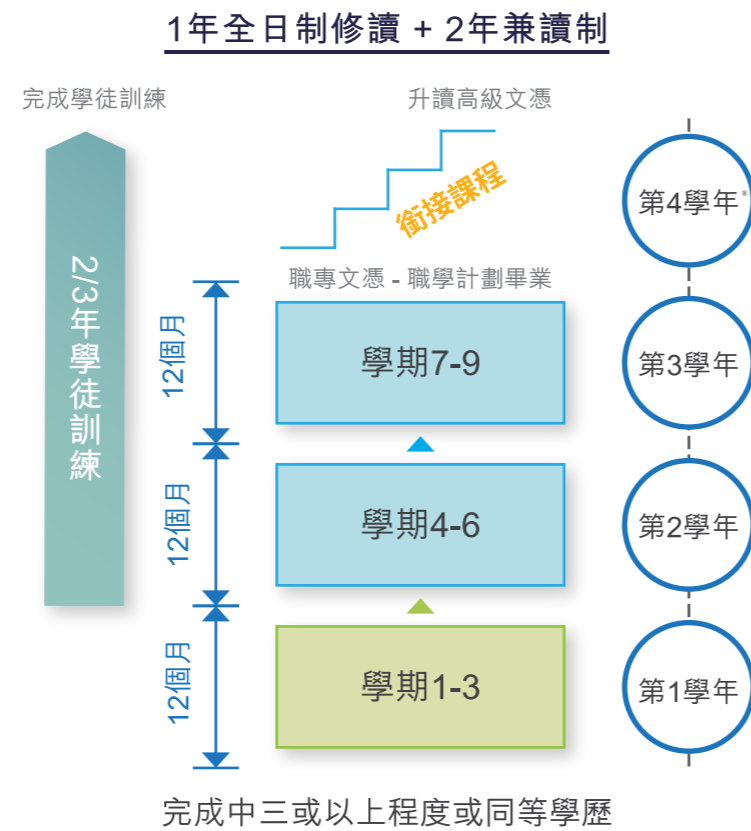 1年全日制修讀 + 2年兼讀制
完成學徒訓練
升讀高級文憑
銜接課程
第4學年*
2/3年學徒訓練
職專文憑 - 職學計劃畢業
12個月
學期7-9
第3學年
12個月
學期4-6
第2學年
12個月
學期1-3
第1學年
完成中三或以上程度或同等學歷